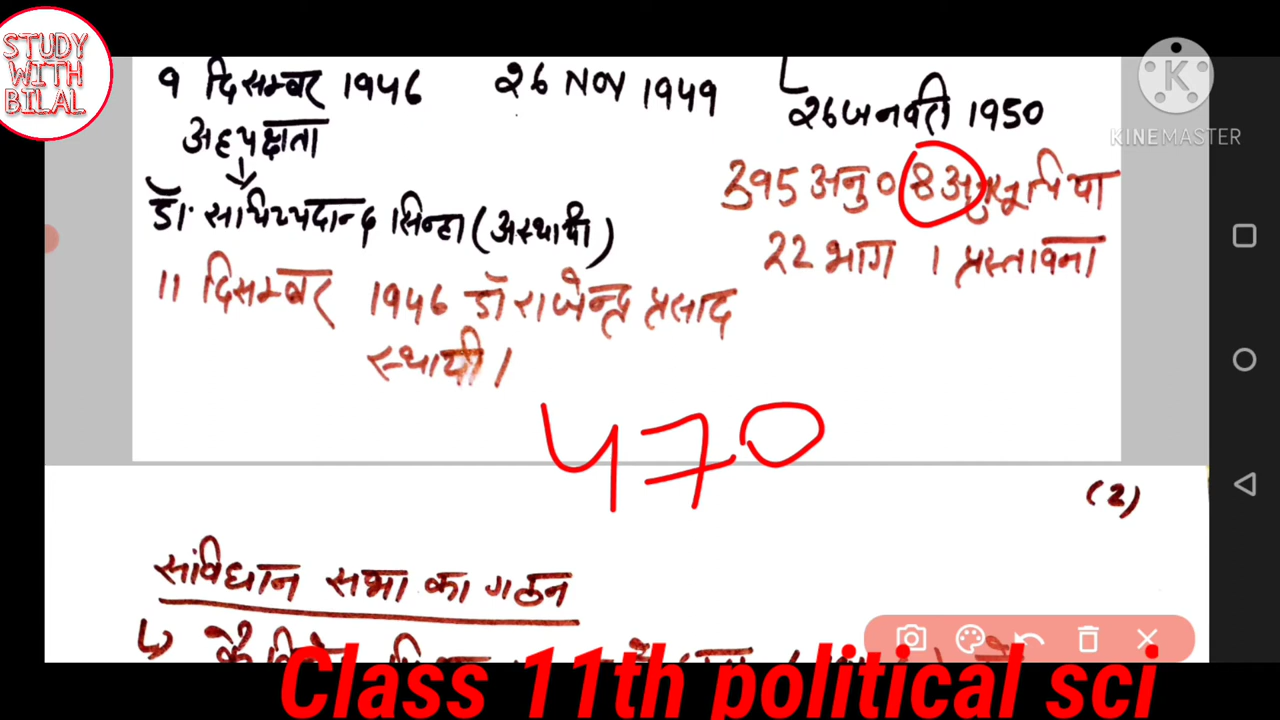 STUDY
WITH
BILAL
9 दिसम्बर 1946
26 NOV 1949
26 जनवरी 1950
KINEMASTER
अध्यक्षता
डॉ. सच्चिदानन्द सिन्हा (अस्थायी)
395 अनु० 8 अनुसूचिया
22 भाग 1 प्रस्तावना
11 दिसम्बर 1946 डॉ राजेन्द्र प्रसाद
स्थायी।
470
(2)
संविधान सभा का गठन
Class 11th political sci